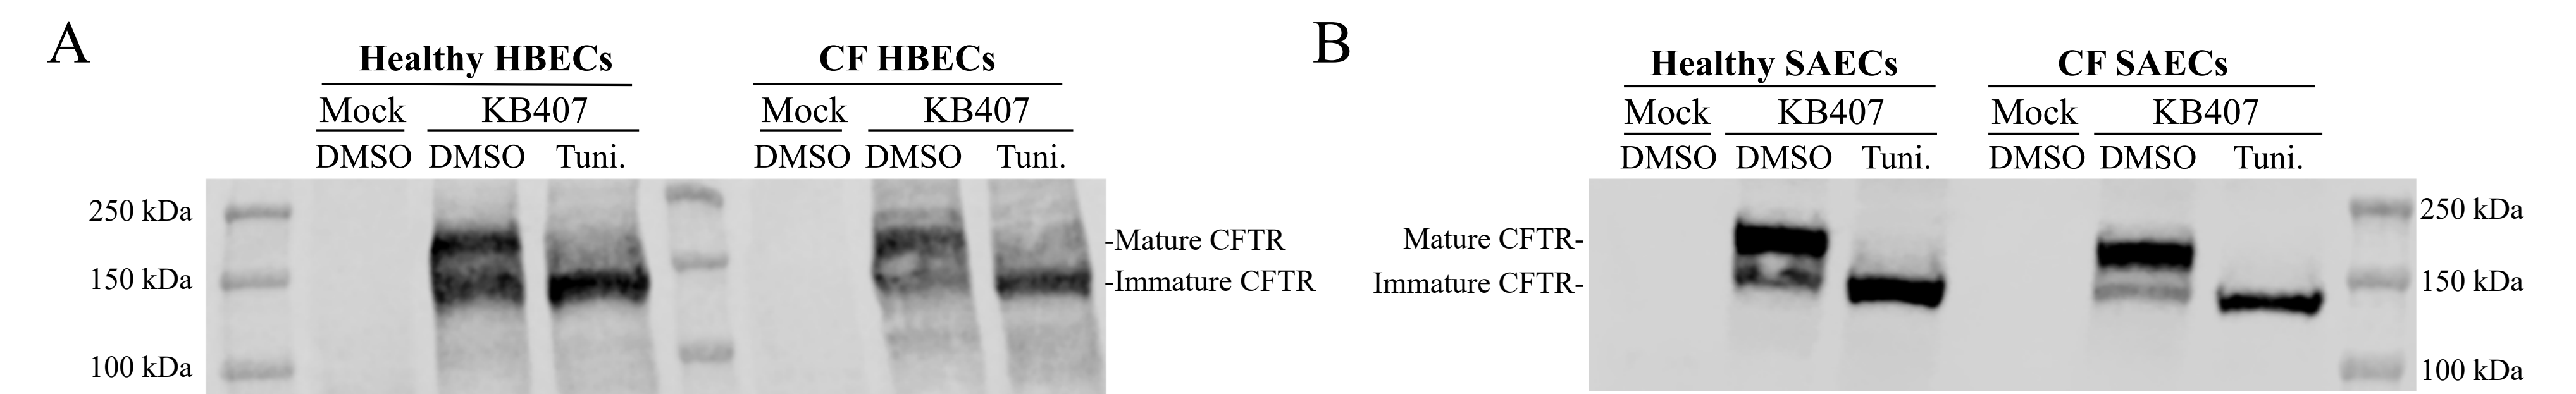 A
Healthy HBECs
CF HBECs
Mock
KB407
Mock
KB407
DMSO
DMSO
Tuni.
DMSO
DMSO
Tuni.
250 kDa
150 kDa
100 kDa
-Mature CFTR
-Immature CFTR
B
Healthy SAECs
CF SAECs
Mock
KB407
Mock
KB407
DMSO
DMSO
Tuni.
DMSO
DMSO
Tuni.
Mature CFTR-
Immature CFTR-
250 kDa
150 kDa
100 kDa